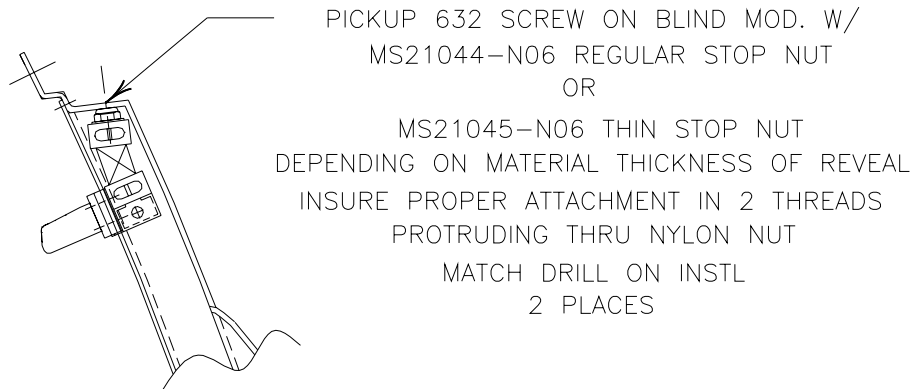 PICKUP 632 SCREW ON BLIND MOD. W/
MS21044-N06 REGULAR STOP NUT
OR
MS21045-N06 THIN STOP NUT
DEPENDING ON MATERIAL THICKNESS OF REVEAL
INSURE PROPER ATTACHMENT IN 2 THREADS
PROTRUDING THRU NYLON NUT
MATCH DRILL ON INSTL
2 PLACES